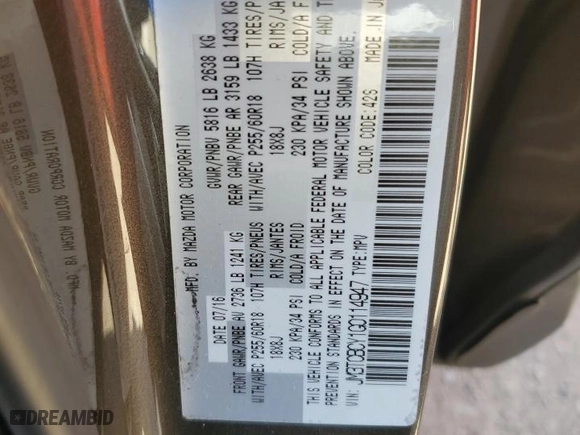 MFD. BY MAZDA MOTOR CORPORATION
DATE 07/16 GVWR/PNBV 5816 LB 2638 KG
FRONT GAWR/PNBE AV 2736 LB 1241 KG REAR GAWR/PNBE AR 3159 LB 1433 KG
WITH/AVEC P255/60R18 107H TIRES/PNEUS WITH/AVEC P255/60R18 107H TIRES/P
18X8J RIMS/JANTES 18X8J RIMS/JA
230 KPA/34 PSI COLD/A FROID 230 KPA/34 PSI COLD/A F
THIS VEHICLE CONFORMS TO ALL APPLICABLE FEDERAL MOTOR VEHICLE SAFETY AND T
PREVENTION STANDARDS IN EFFECT ON THE DATE OF MANUFACTURE SHOWN ABOVE.
VIN: JM3TCBCY1G0114947 TYPE: MPV COLOR CODE: 42S MADE IN
MAZDA MOTOR CORPORATION
DREAMBID